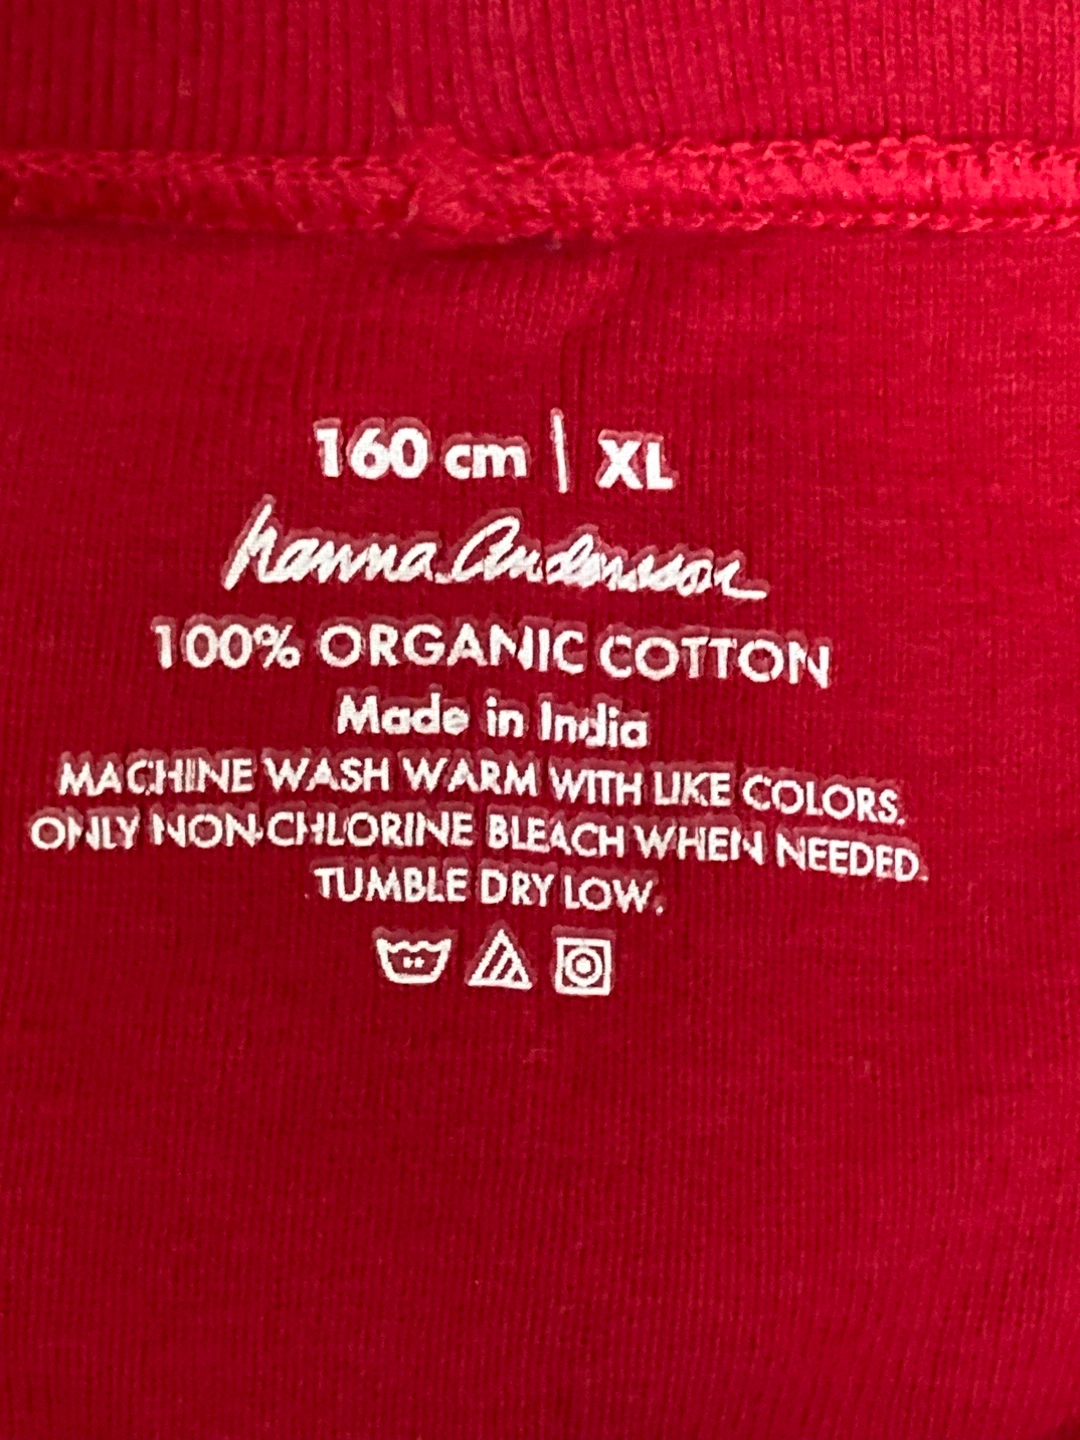 160 cm | XL
hanna Andersson
100% ORGANIC COTTON
Made in India
MACHINE WASH WARM WITH LIKE COLORS.
ONLY NON-CHLORINE BLEACH WHEN NEEDED.
TUMBLE DRY LOW.